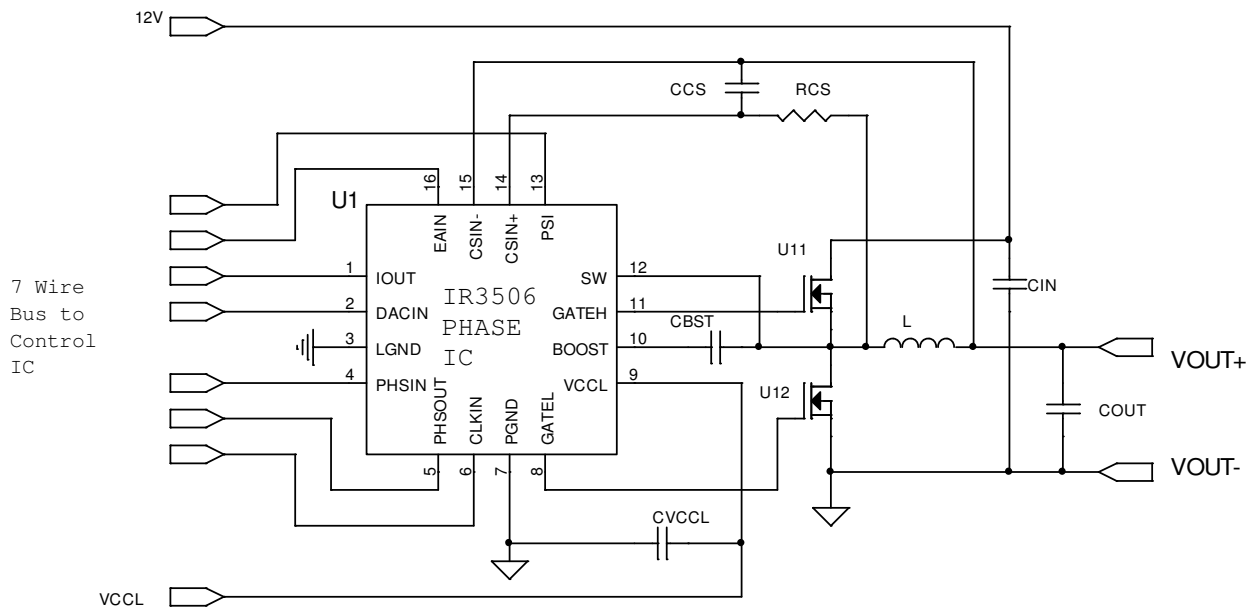 12V
CCS
RCS
16
15
14
13
U1
EAIN
CSIN-
CSIN+
PSI
U11
7 Wire
Bus to
Control
IC
1
IOUT
2
DACIN
3
LGND
4
PHSIN
IR3506
PHASE
IC
SW
12
GATEH
11
BOOST
10
VCCL
9
CBST
L
CIN
VOUT+
U12
COUT
PHSOUT
CLKIN
PGND
GATEL
5
6
7
8
VOUT-
CVCCL
VCCL